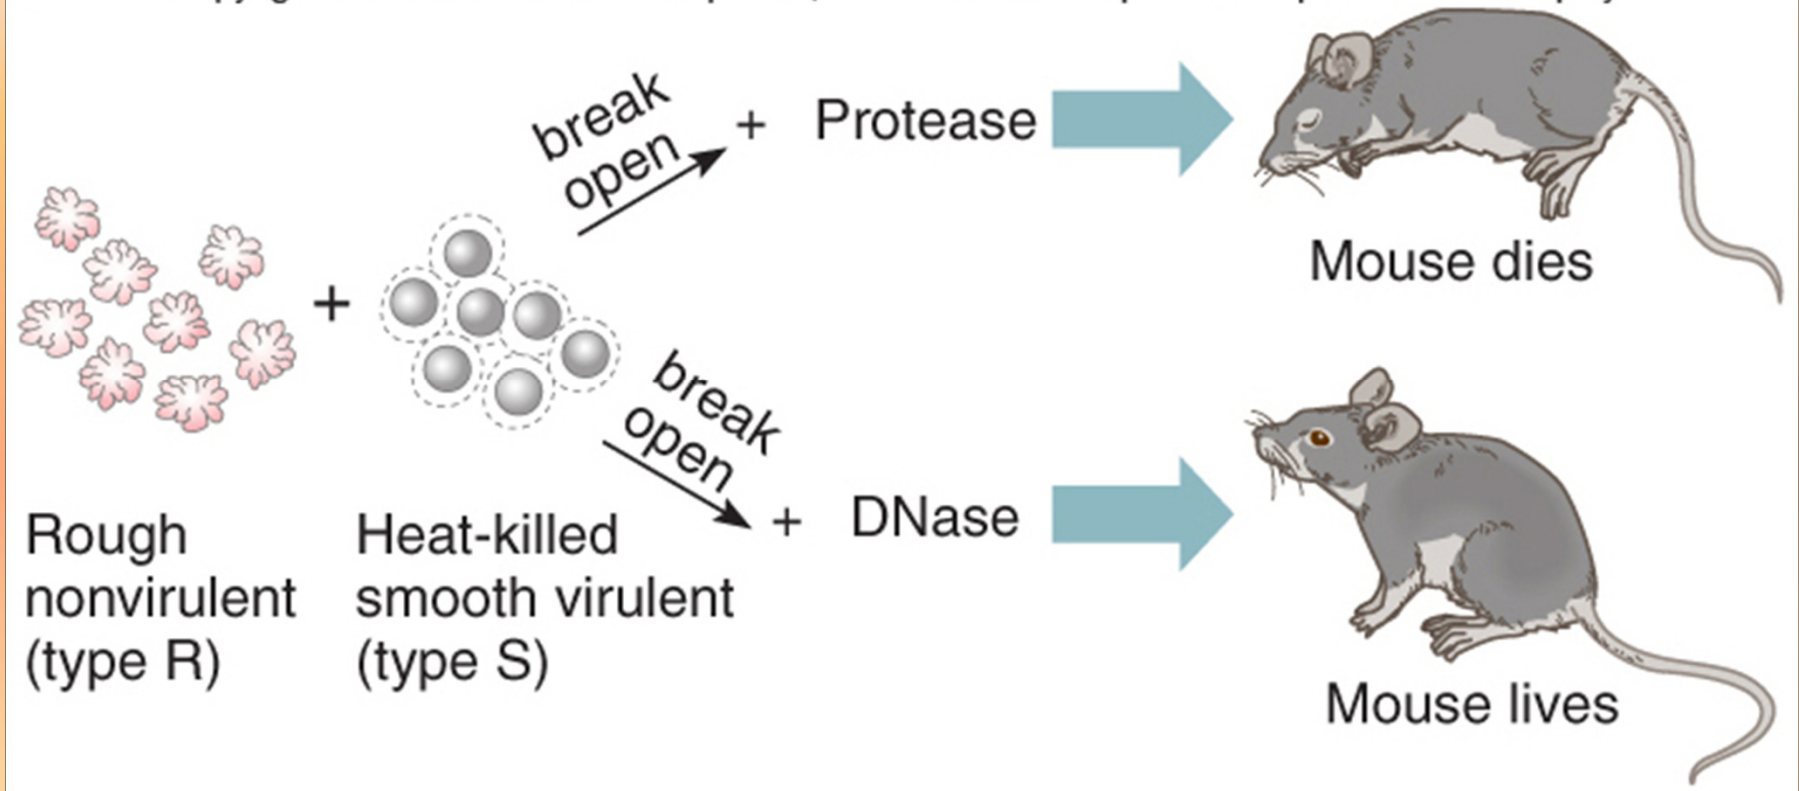 break
open
+ Protease
Mouse dies
+
break
open
+ DNase
Rough
nonvirulent
(type R)
Heat-killed
smooth virulent
(type S)
Mouse lives